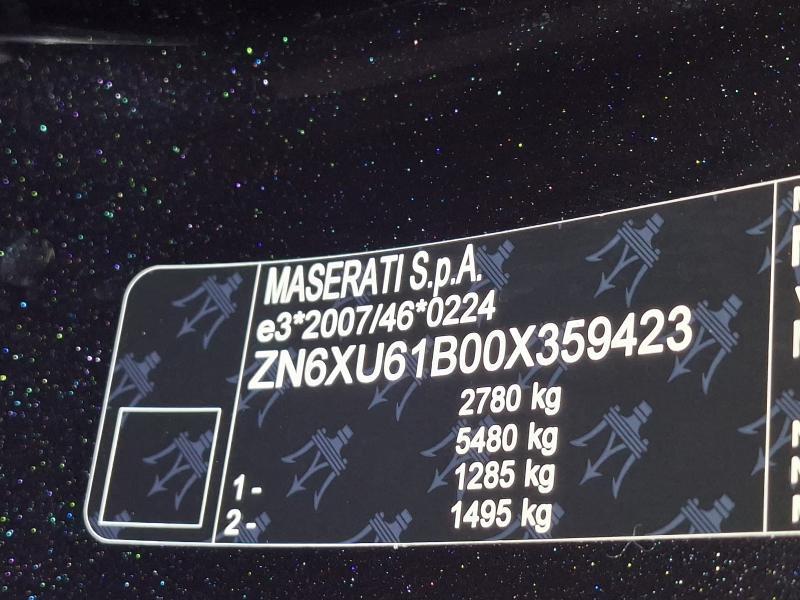 MASERATI S.p.A.
e3*2007/46*0224
ZN6XU61B00X359423
2780 kg
5480 kg
1- 1285 kg
2- 1495 kg